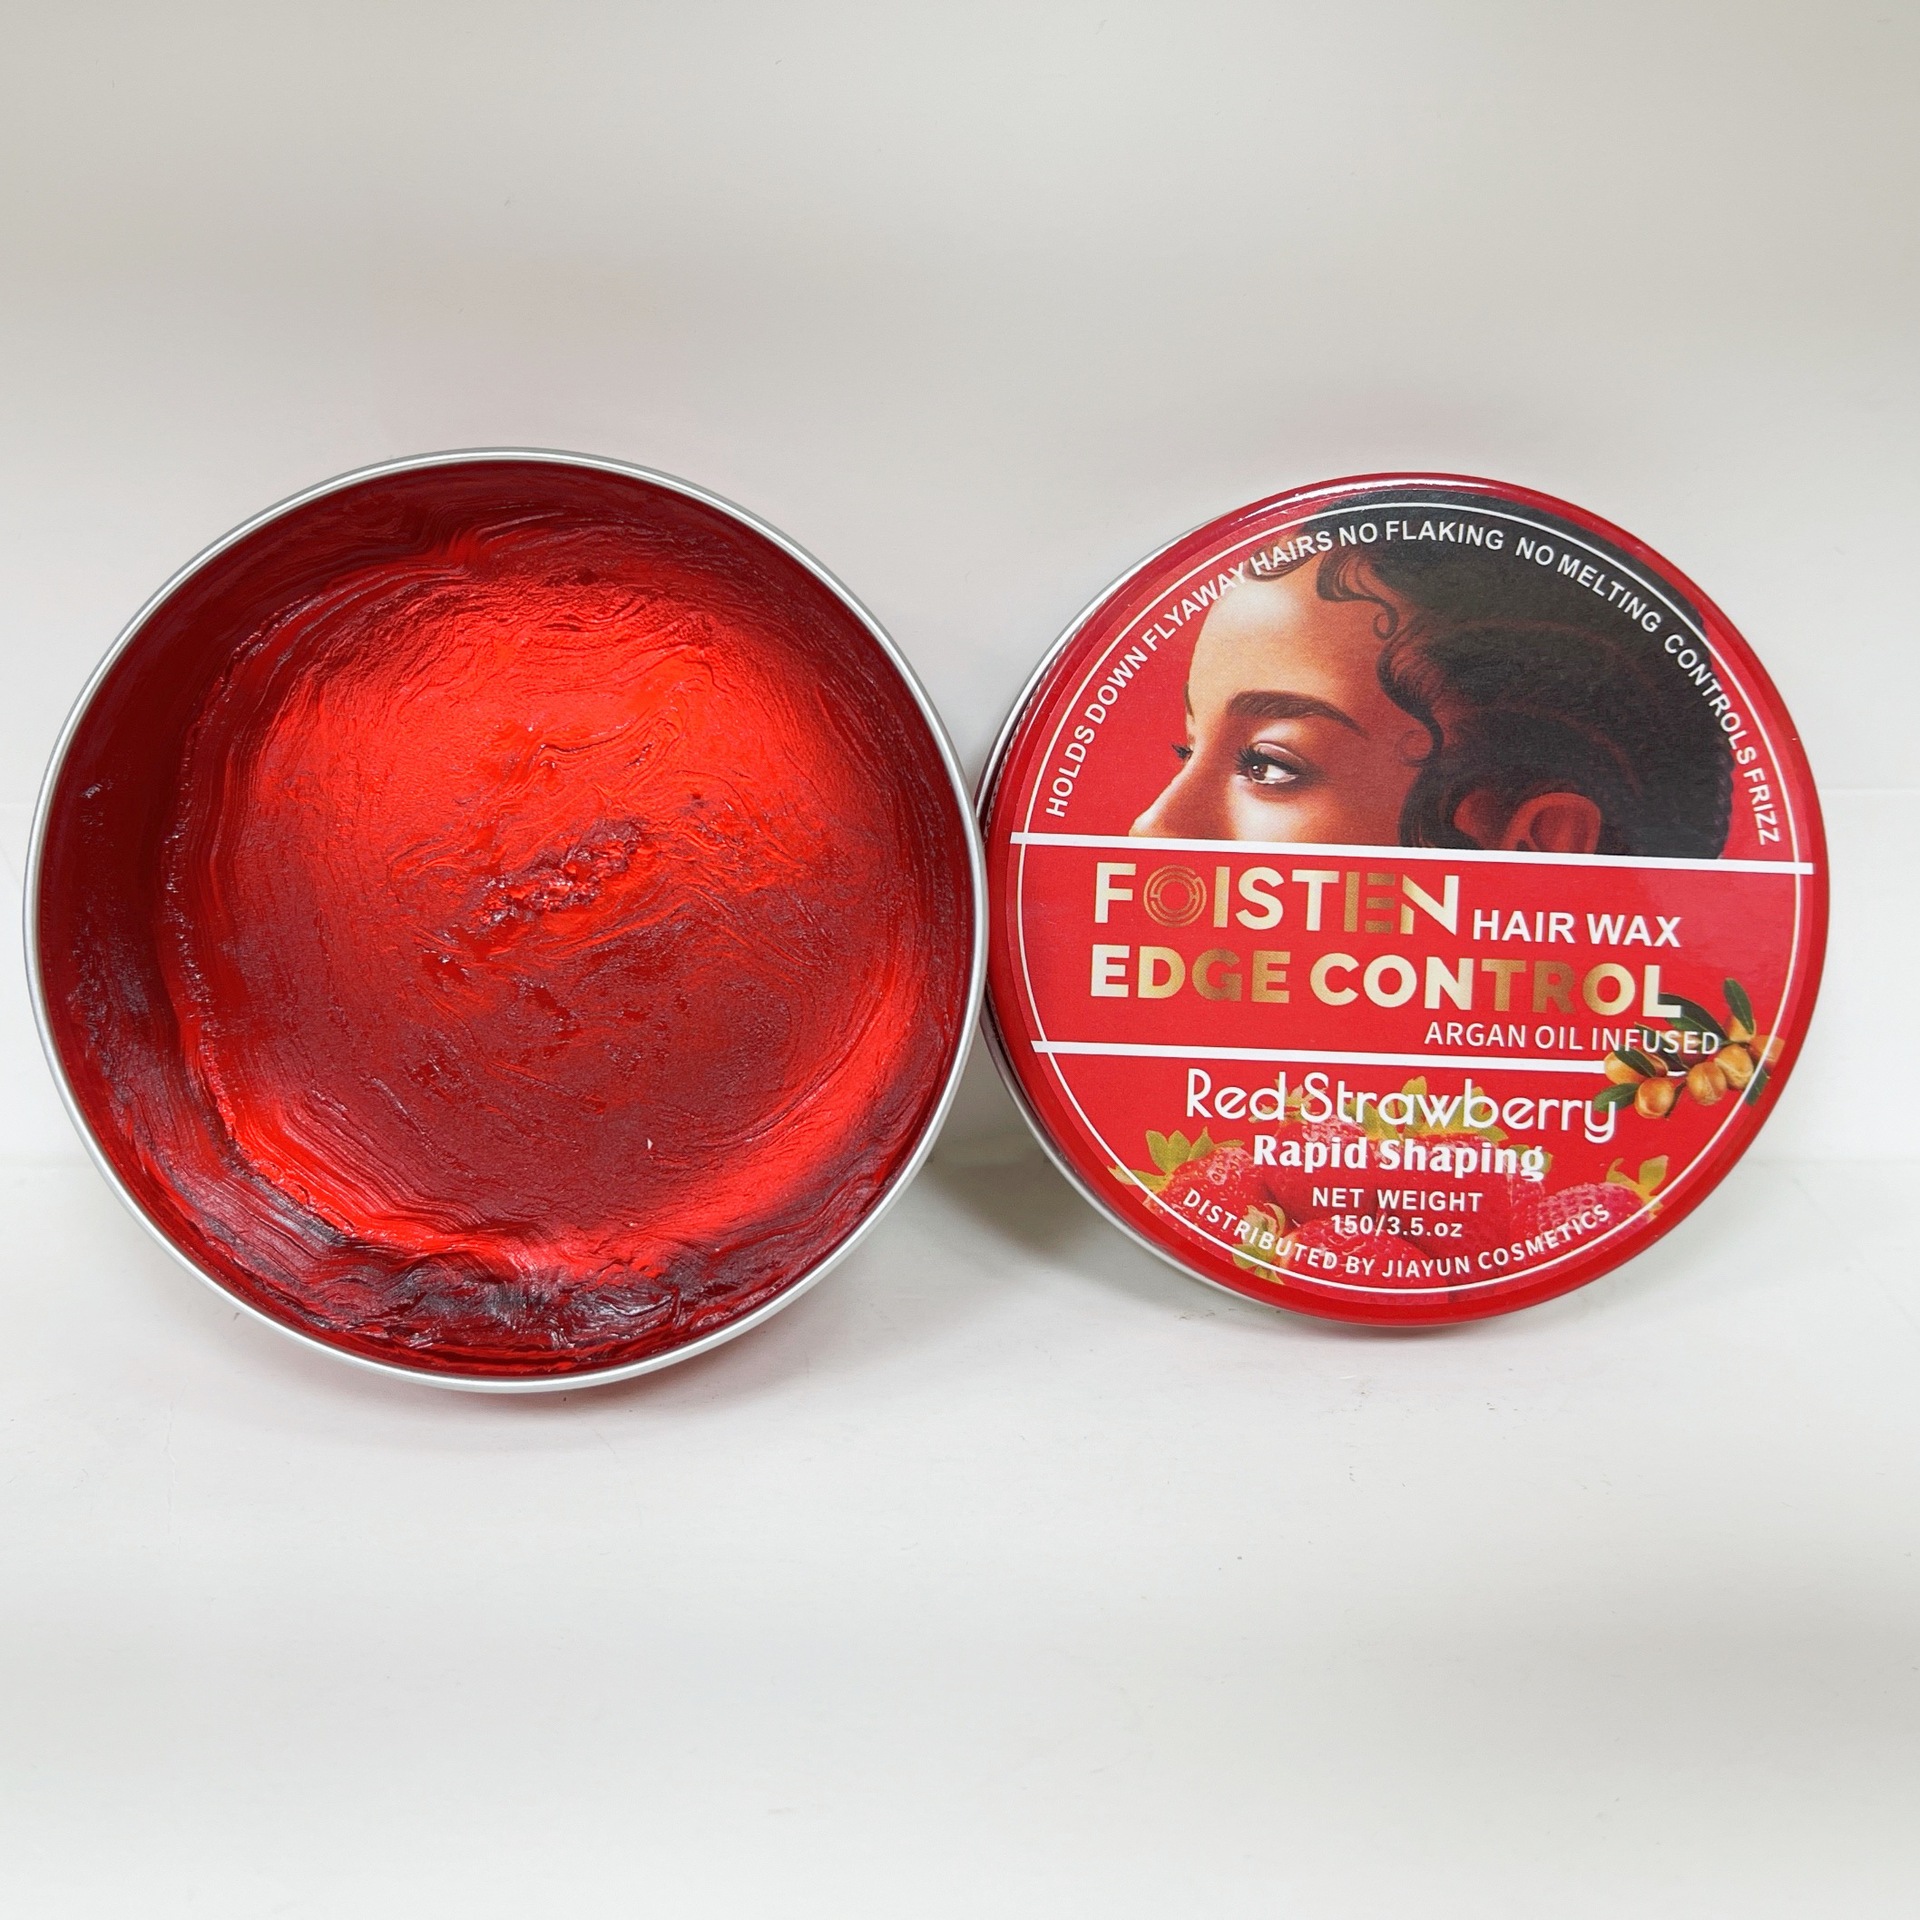 HOLDS DOWN FLYAWAY HAIRS NO FLAKING NO MELTING CONTROLS FRIZZ
FOISTEN HAIR WAX
EDGE CONTROL
ARGAN OIL INFUSED
Red Strawberry
Rapid Shaping
NET WEIGHT
150/3.5.oz
DISTRIBUTED BY JIAYUN COSMETICS